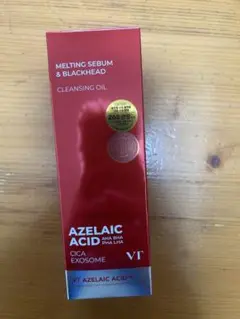 MELTING SEBUM
& BLACKHEAD
CLEANSING OIL
AZELAIC
ACID AHA BHA
PHA LHA
CICA
EXOSOME
VT
VT AZELAIC ACID